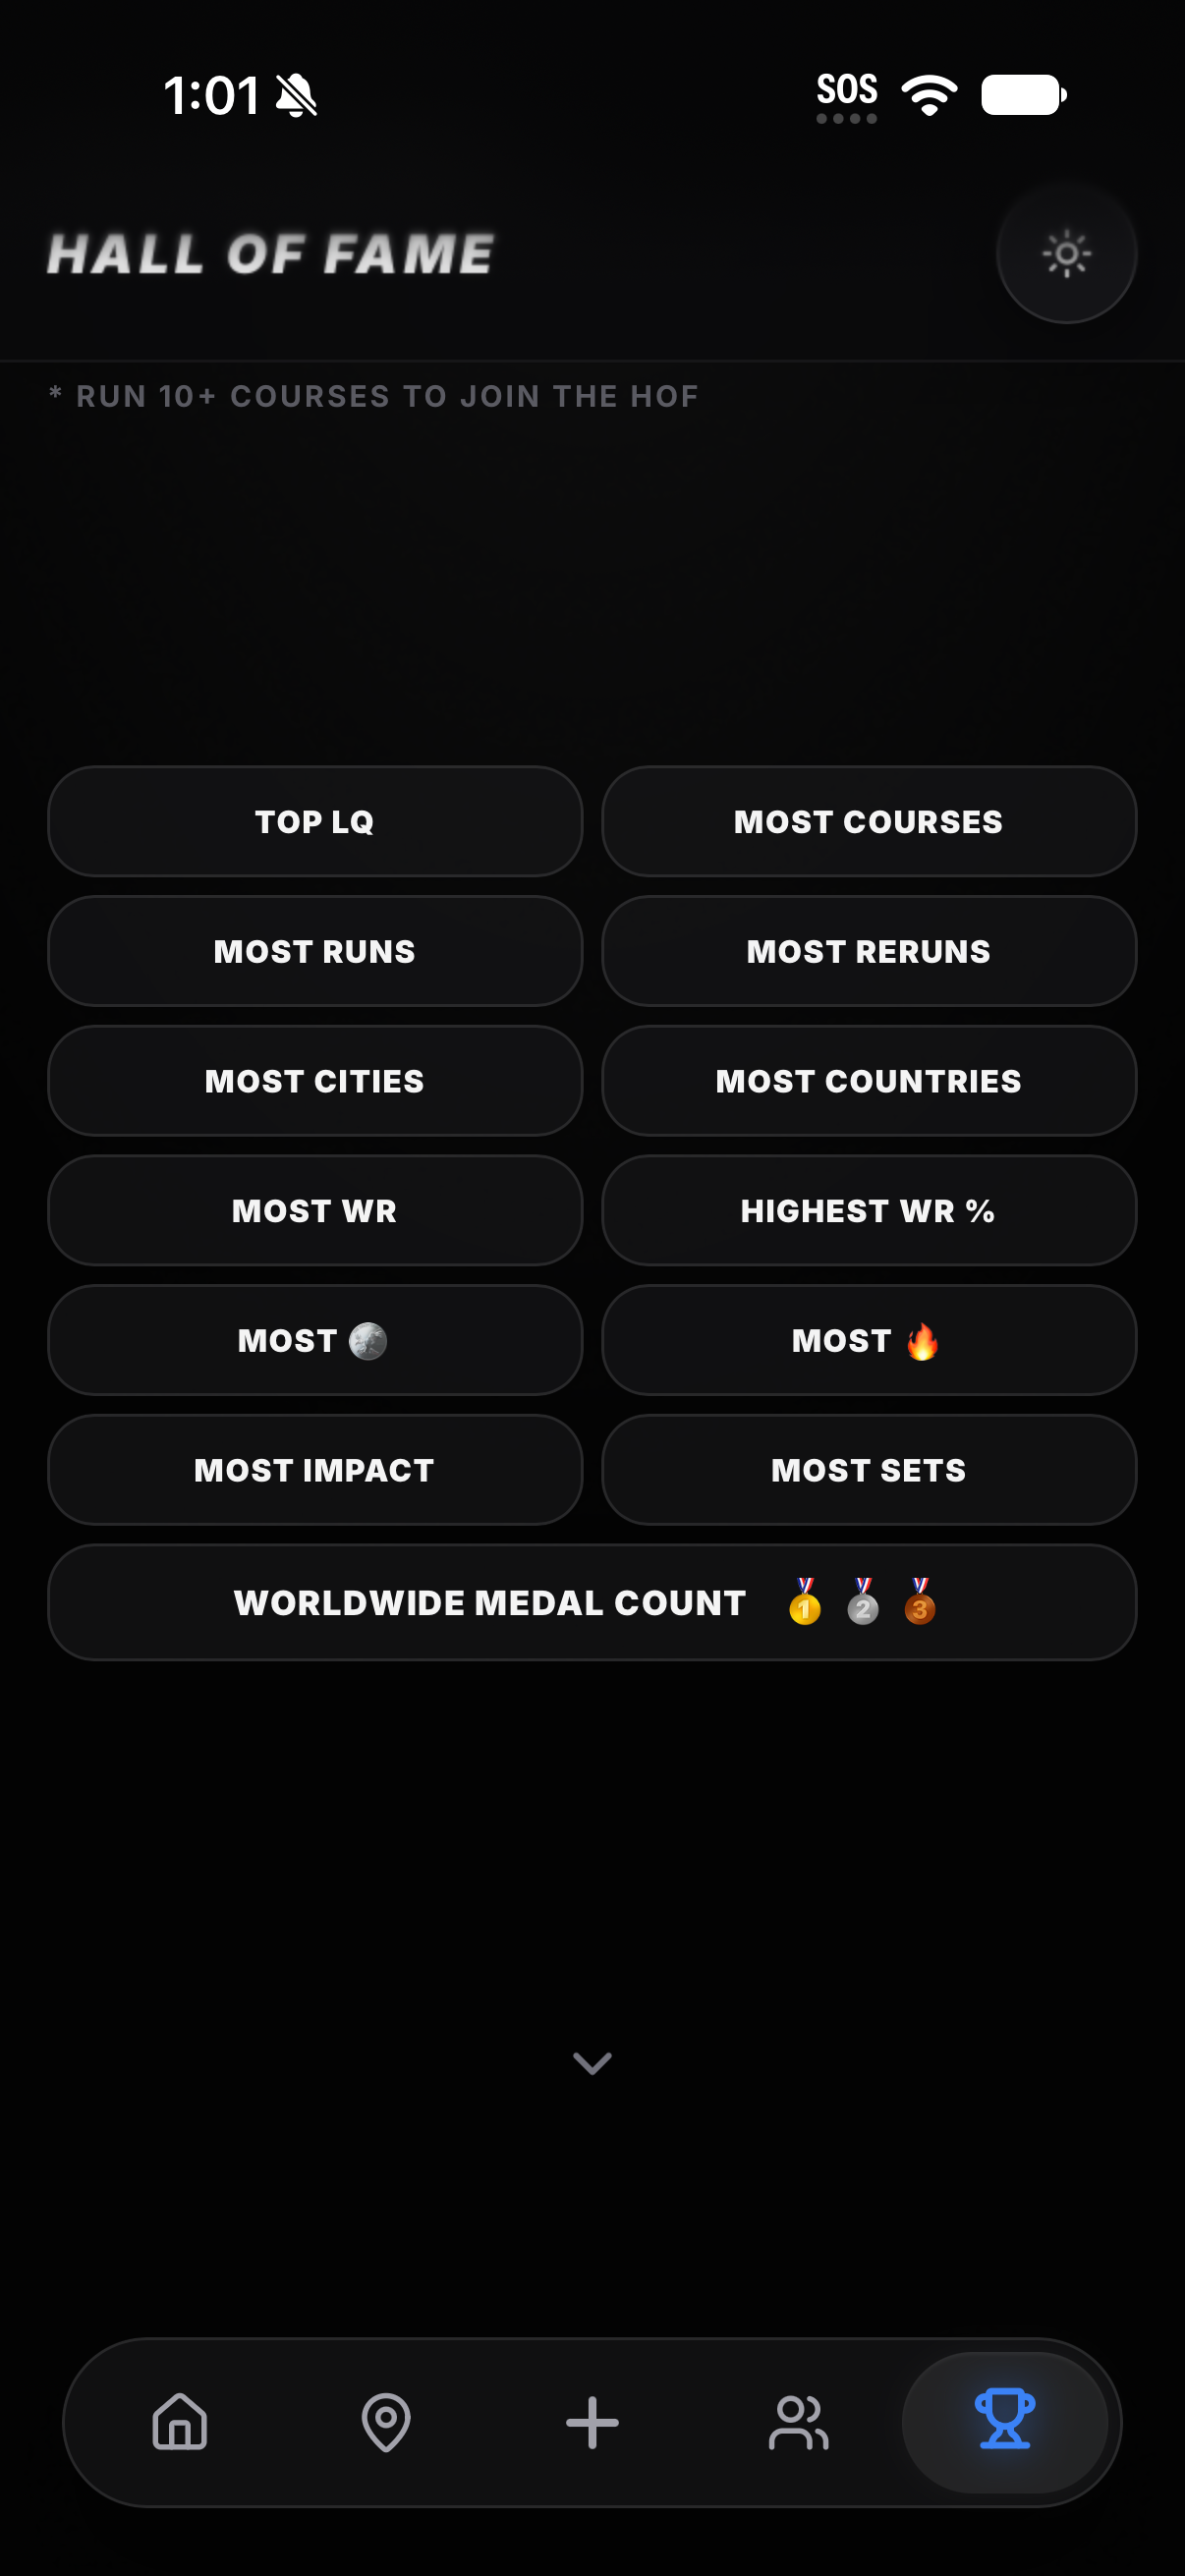 1:01
SOS
HALL OF FAME
* RUN 10+ COURSES TO JOIN THE HOF
TOP LQ
MOST COURSES
MOST RUNS
MOST RERUNS
MOST CITIES
MOST COUNTRIES
MOST WR
HIGHEST WR %
MOST
MOST 🔥
MOST IMPACT
MOST SETS
WORLDWIDE MEDAL COUNT 🥇 🥈 🥉